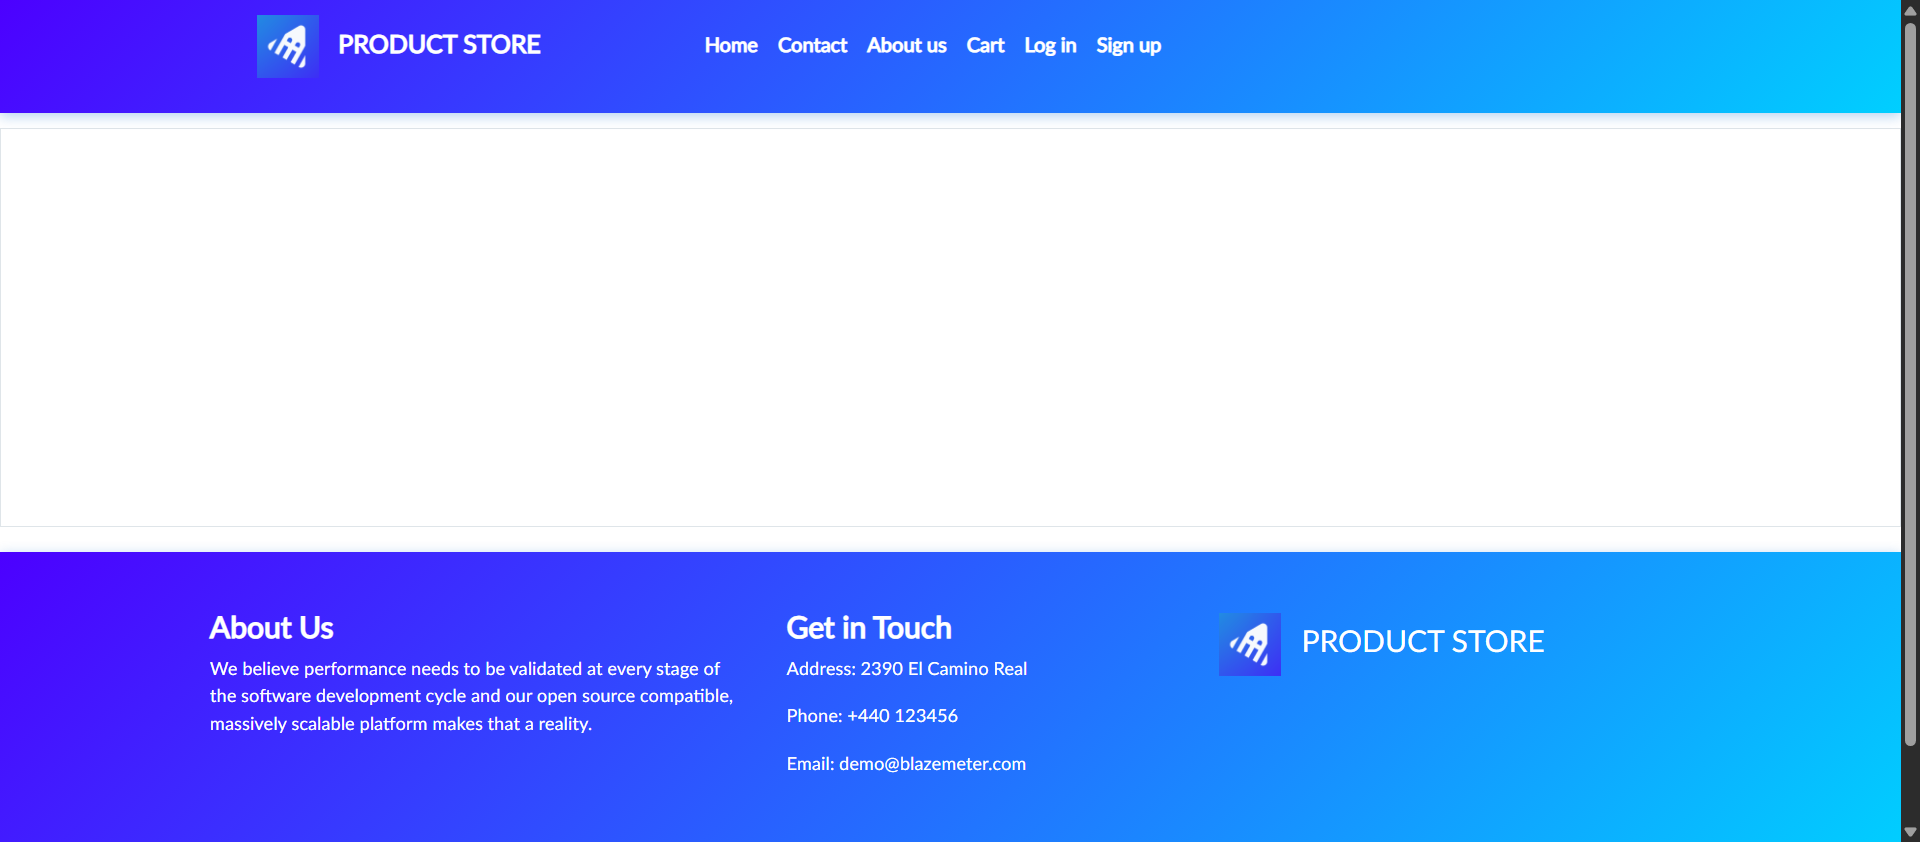 PRODUCT STORE
Home Contact About us Cart Log in Sign up
About Us
We believe performance needs to be validated at every stage of
the software development cycle and our open source compatible,
massively scalable platform makes that a reality.
Get in Touch
Address: 2390 El Camino Real
Phone: +440 123456
Email: demo@blazemeter.com
PRODUCT STORE